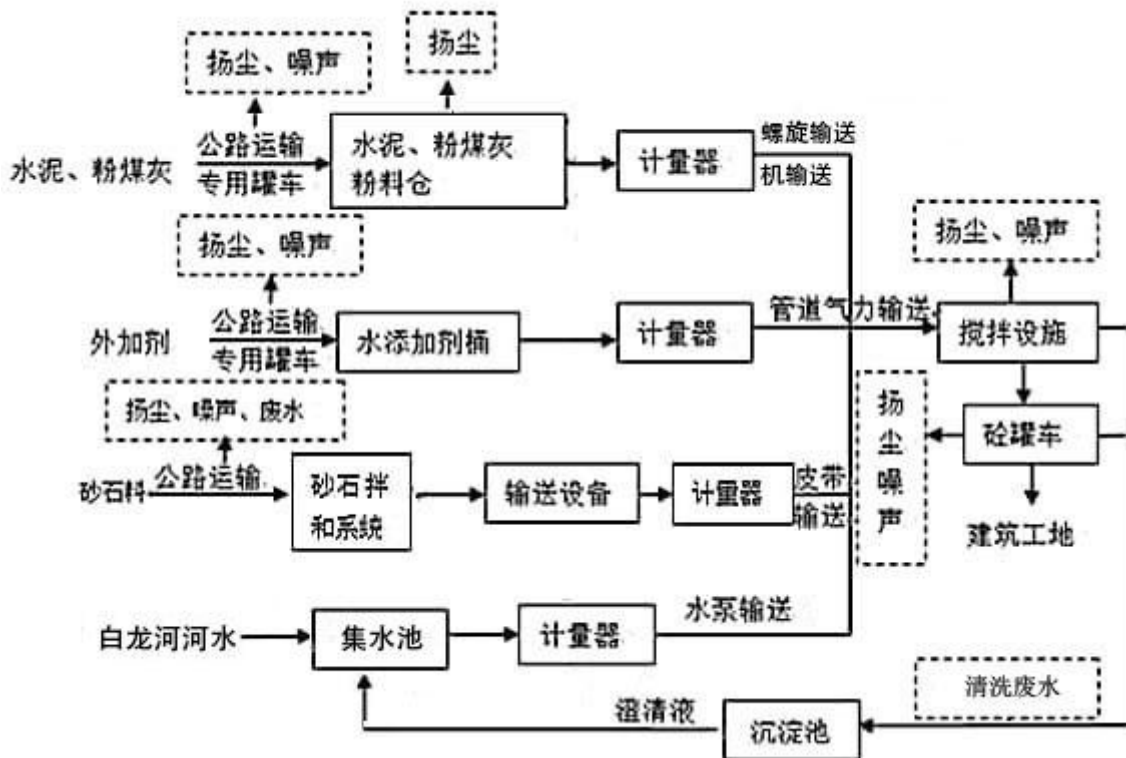 扬尘、噪声
扬尘
水泥、粉煤灰
公路运输
专用罐车
水泥、粉煤灰
粉料仓
计量器
螺旋输送
机输送
扬尘、噪声
外加剂
公路运输
专用罐车
水添加剂桶
计量器
管道气力输送
扬尘、噪声
搅拌设施
扬尘、噪声、废水
砂石料
公路运输
砂石拌
和系统
输送设备
计量器
皮带
输送
扬
尘
噪
声
砼罐车
建筑工地
白龙河河水
集水池
计量器
水泵输送
清洗废水
澄清液
沉淀池